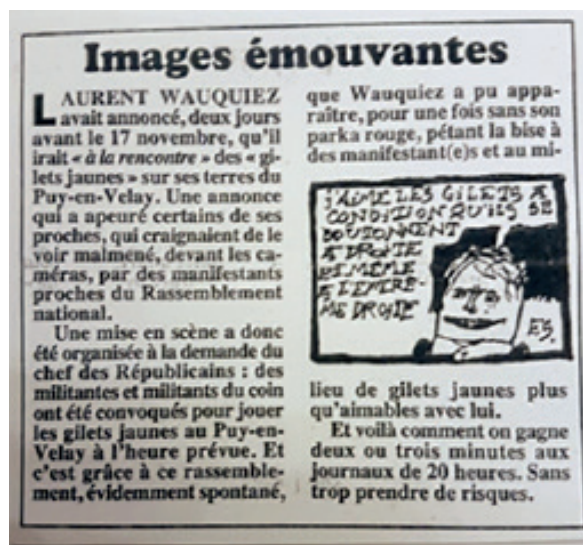 Images émouvantes
LAURENT WAUQUIEZ
avait annoncé, deux jours
avant le 17 novembre, qu'il
irait « à la rencontre » des « gi-
lets jaunes » sur ses terres du
Puy-en-Velay. Une annonce
qui a apeuré certains de ses
proches, qui craignaient de le
voir malmené, devant les ca-
méras, par des manifestants
proches du Rassemblement
national.
Une mise en scène a donc
été organisée à la demande du
chef des Républicains : des
militantes et militants du coin
ont été convoqués pour jouer
les gilets jaunes au Puy-en-
Velay à l'heure prévue. Et
c'est grâce à ce rassemble-
ment, évidemment spontané,
que Wauquiez a pu appa-
raître, pour une fois sans son
parka rouge, pétant la bise à
des manifestant(e)s et au mi-
J'AIME LES GILETS A
CONDITION QU'ILS SE
BOUTONNENT
A DROITE
ET MEME
A L'EXTRE-
ME DROITE
ES.
lieu de gilets jaunes plus
qu'aimables avec lui.
Et voilà comment on gagne
deux ou trois minutes aux
journaux de 20 heures. Sans
trop prendre de risques.